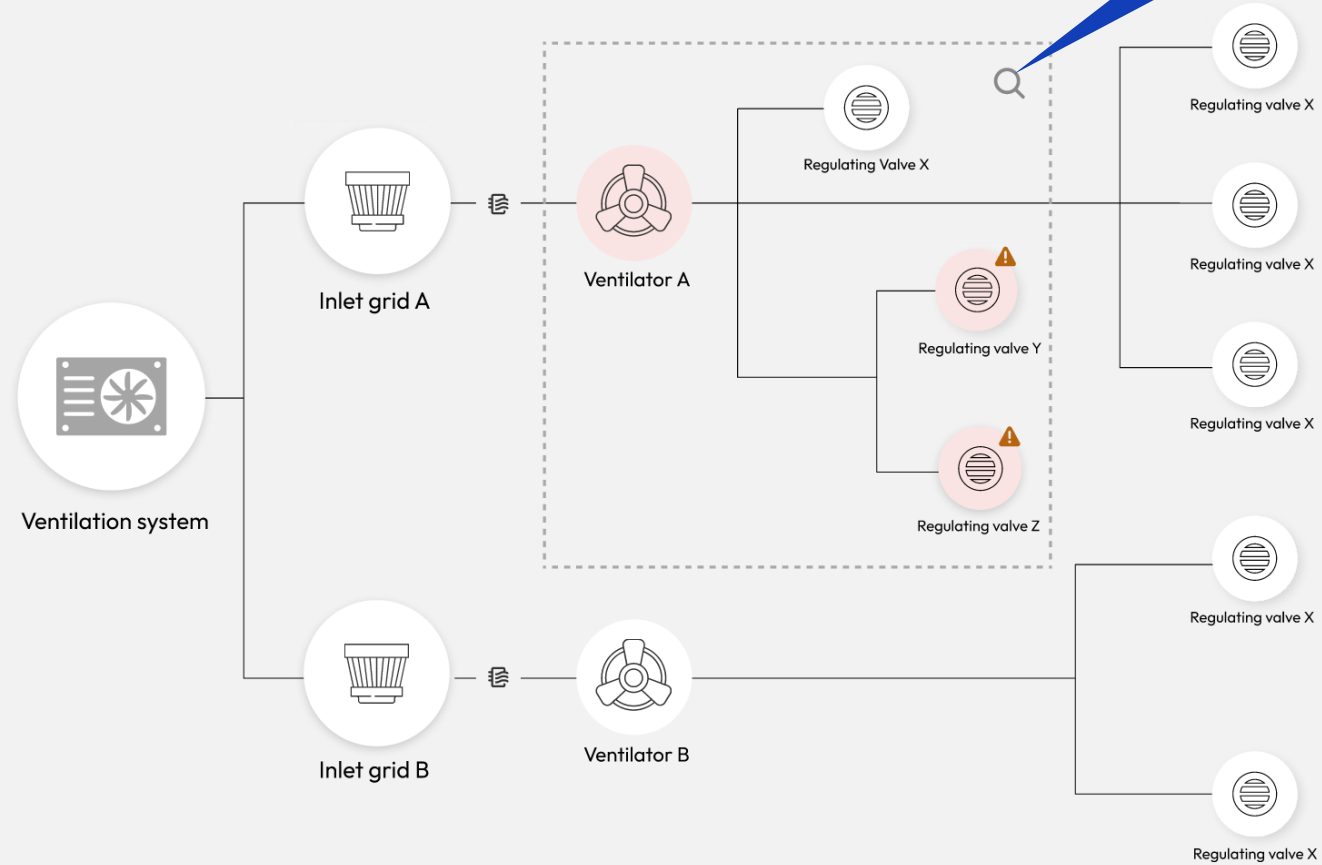 Regulating valve X
Regulating Valve X
Regulating valve X
Ventilator A
Inlet grid A
Regulating valve Y
Regulating valve X
Ventilation system
Regulating valve Z
Regulating valve X
Ventilator B
Inlet grid B
Regulating valve X